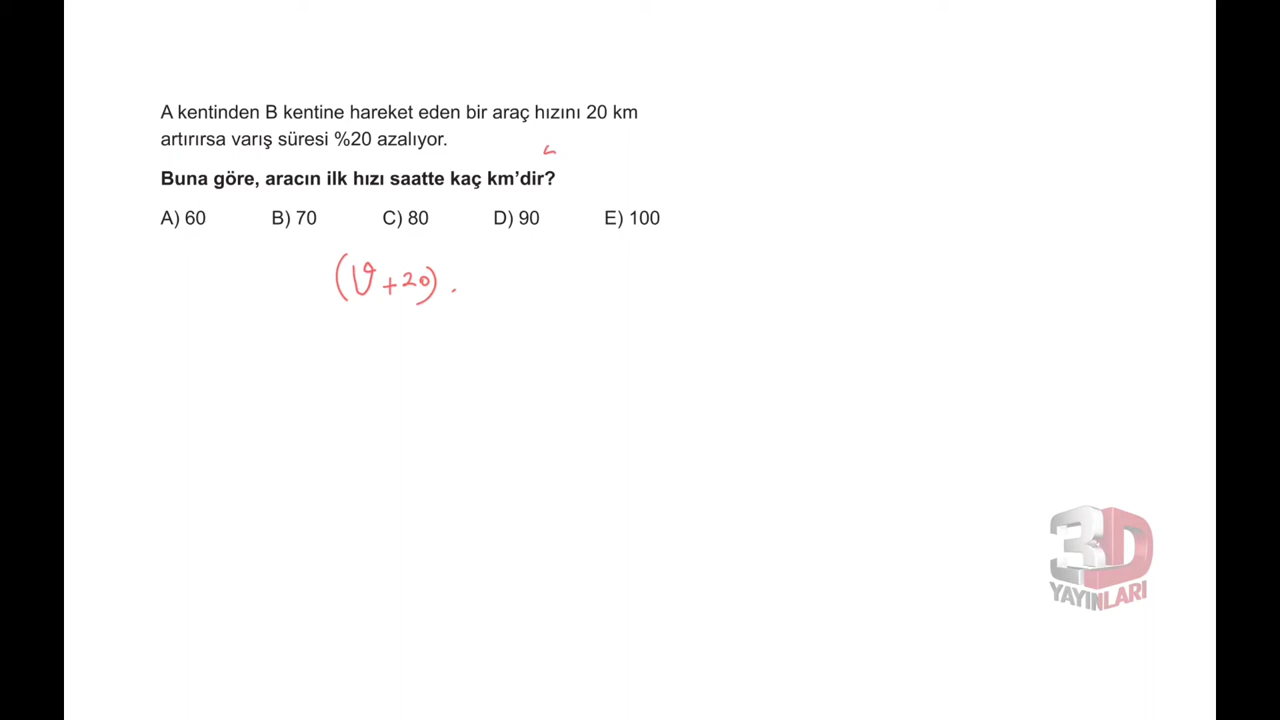 A kentinden B kentine hareket eden bir araç hızını 20 km
artırırsa varış süresi %20 azalıyor.
Buna göre, aracın ilk hızı saatte kaç km’dir?
A) 60 B) 70 C) 80 D) 90 E) 100
(V + 20) .
3D
YAYINLARI